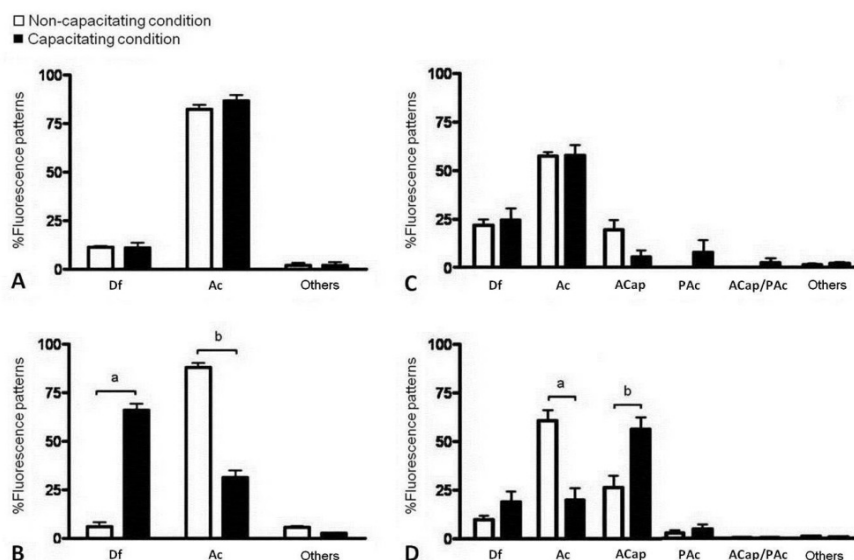 Non-capacitating condition
Capacitating condition
%Fluorescence patterns
100
75
50
25
0
A
Df
Ac
Others
%Fluorescence patterns
100
75
50
25
0
C
Df
Ac
ACap
PAc
ACap/PAc
Others
%Fluorescence patterns
100
75
50
25
0
a
b
B
Df
Ac
Others
%Fluorescence patterns
100
75
50
25
0
a
b
D
Df
Ac
ACap
PAc
ACap/PAc
Others